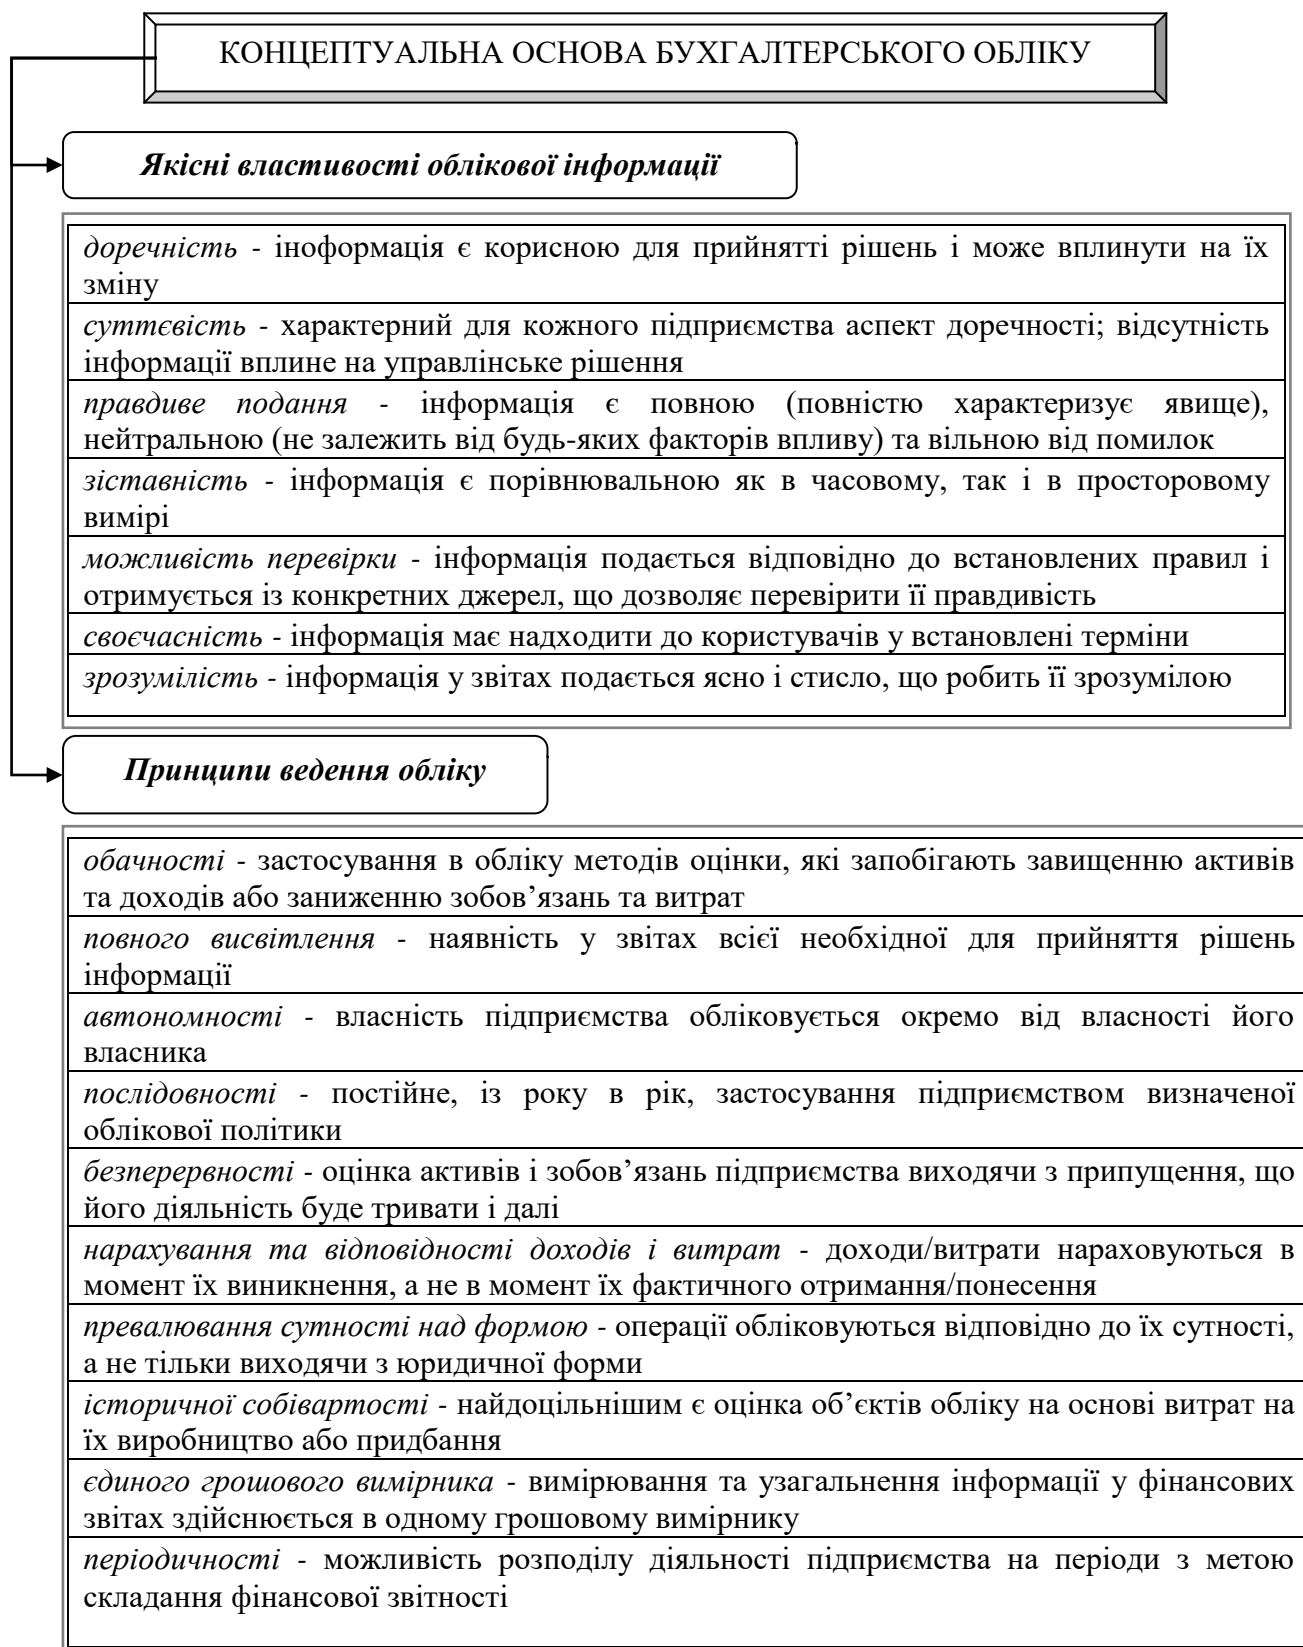 КОНЦЕПТУАЛЬНА ОСНОВА БУХГАЛТЕРСЬКОГО ОБЛІКУ
Якісні властивості облікової інформації
доречність - іноформація є корисною для прийнятті рішень і може вплинути на їх
зміну
суттєвість - характерний для кожного підприємства аспект доречності; відсутність
інформації вплине на управлінське рішення
правдиве подання - інформація є повною (повністю характеризує явище),
нейтральною (не залежить від будь-яких факторів впливу) та вільною від помилок
зіставність - інформація є порівнювальною як в часовому, так і в просторовому
вимірі
можливість перевірки - інформація подається відповідно до встановлених правил і
отримується із конкретних джерел, що дозволяє перевірити її правдивість
своєчасність - інформація має надходити до користувачів у встановлені терміни
зрозумілість - інформація у звітах подається ясно і стисло, що робить її зрозумілою
Принципи ведення обліку
обачності - застосування в обліку методів оцінки, які запобігають завищенню активів
та доходів або заниженню зобов’язань та витрат
повного висвітлення - наявність у звітах всієї необхідної для прийняття рішень
інформації
автономності - власність підприємства обліковується окремо від власності його
власника
послідовності - постійне, із року в рік, застосування підприємством визначеної
облікової політики
безперервності - оцінка активів і зобов’язань підприємства виходячи з припущення, що
його діяльність буде тривати і далі
нарахування та відповідності доходів і витрат - доходи/витрати нараховуються в
момент їх виникнення, а не в момент їх фактичного отримання/понесення
превалювання сутності над формою - операції обліковуються відповідно до їх сутності,
а не тільки виходячи з юридичної форми
історичної собівартості - найдоцільнішим є оцінка об’єктів обліку на основі витрат на
їх виробництво або придбання
єдиного грошового вимірника - вимірювання та узагальнення інформації у фінансових
звітах здійснюється в одному грошовому вимірнику
періодичності - можливість розподілу діяльності підприємства на періоди з метою
складання фінансової звітності